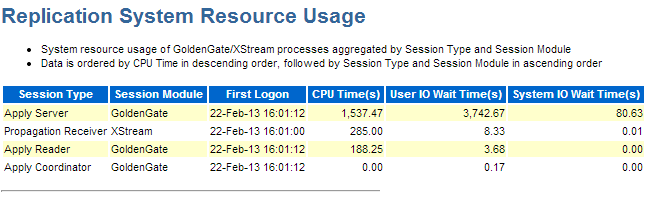 Replication System Resource Usage
• System resource usage of GoldenGate/XStream processes aggregated by Session Type and Session Module
• Data is ordered by CPU Time in descending order, followed by Session Type and Session Module in ascending order
Session Type Session Module First Logon CPU Time(s) User IO Wait Time(s) System IO Wait Time(s)
Apply Server GoldenGate 22-Feb-13 16:01:12 1,537.47 3,742.67 80.63
Propagation Receiver XStream 22-Feb-13 16:01:00 285.00 8.33 0.01
Apply Reader GoldenGate 22-Feb-13 16:01:12 188.25 3.68 0.00
Apply Coordinator GoldenGate 22-Feb-13 16:01:12 0.00 0.17 0.00